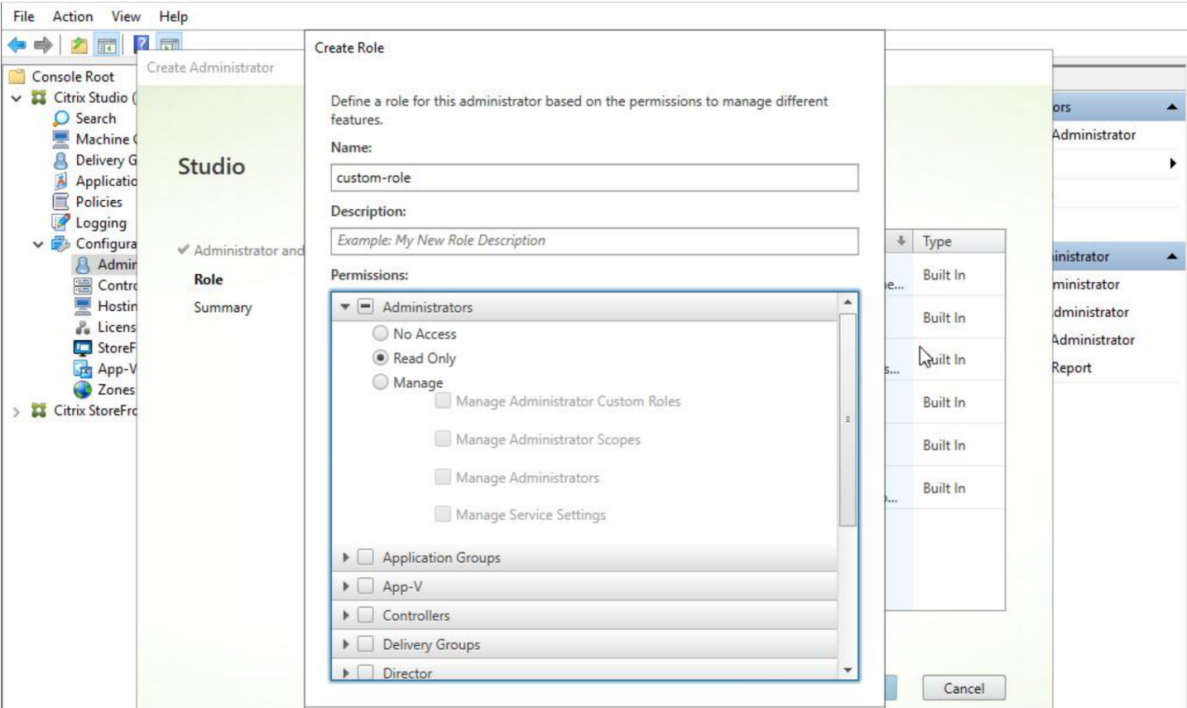 File Action View Help
Create Role
Console Root
Create Administrator
Citrix Studio (
Search
Machine
Delivery G
Applicatio
Policies
Logging
Configura
Admin
Contro
Hostin
Licens
StoreF
App-V
Zones
Citrix StoreFro
Studio
Administrator and
Role
Summary
Define a role for this administrator based on the permissions to manage different
features.
Name:
custom-role
Description:
Example: My New Role Description
Permissions:
Administrators
No Access
Read Only
Manage
Manage Administrator Custom Roles
Manage Administrator Scopes
Manage Administrators
Manage Service Settings
Application Groups
App-V
Controllers
Delivery Groups
Director
Type
e... Built In
Built In
s... Built In
Built In
Built In
Built In
Cancel
ors
Administrator
inistrator
ministrator
dministrator
Administrator
Report